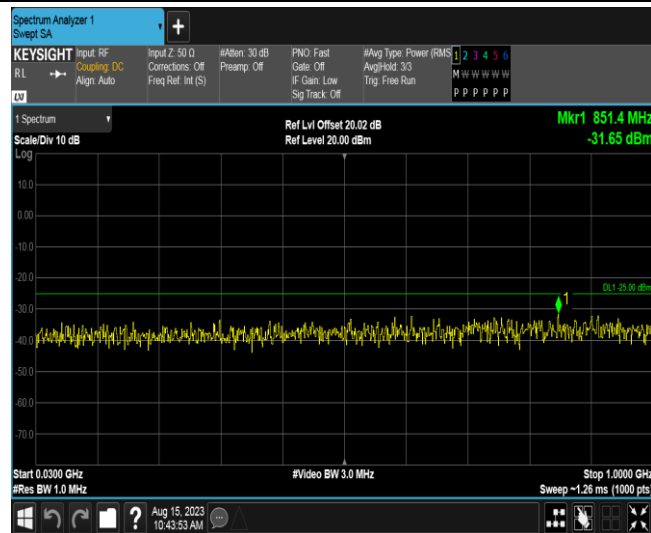 Spectrum Analyzer 1
Swept SA
+
KEYSIGHT Input: RF Input Z: 50 Ω #Atten: 30 dB PNO: Fast #Avg Type: Power (RMS 1 2 3 4 5 6
RL Coupling: DC Corrections: Off Preamp: Off Gate: Off Avg|Hold: 3/3 M W W W W W
Align: Auto Freq Ref: Int (S) IF Gain: Low Trig: Free Run
LXI Sig Track: Off P P P P P P
1 Spectrum Ref Lvl Offset 20.02 dB Mkr1 851.4 MHz
Scale/Div 10 dB Ref Level 20.00 dBm -31.65 dBm
Log
10.0
0.00
-10.0
-20.0
DL1 -25.00 dBm
1
-30.0
-40.0
-50.0
-60.0
-70.0
Start 0.0300 GHz #Video BW 3.0 MHz Stop 1.0000 GHz
#Res BW 1.0 MHz Sweep ~1.26 ms (1000 pts)
? Aug 15, 2023
10:43:53 AM